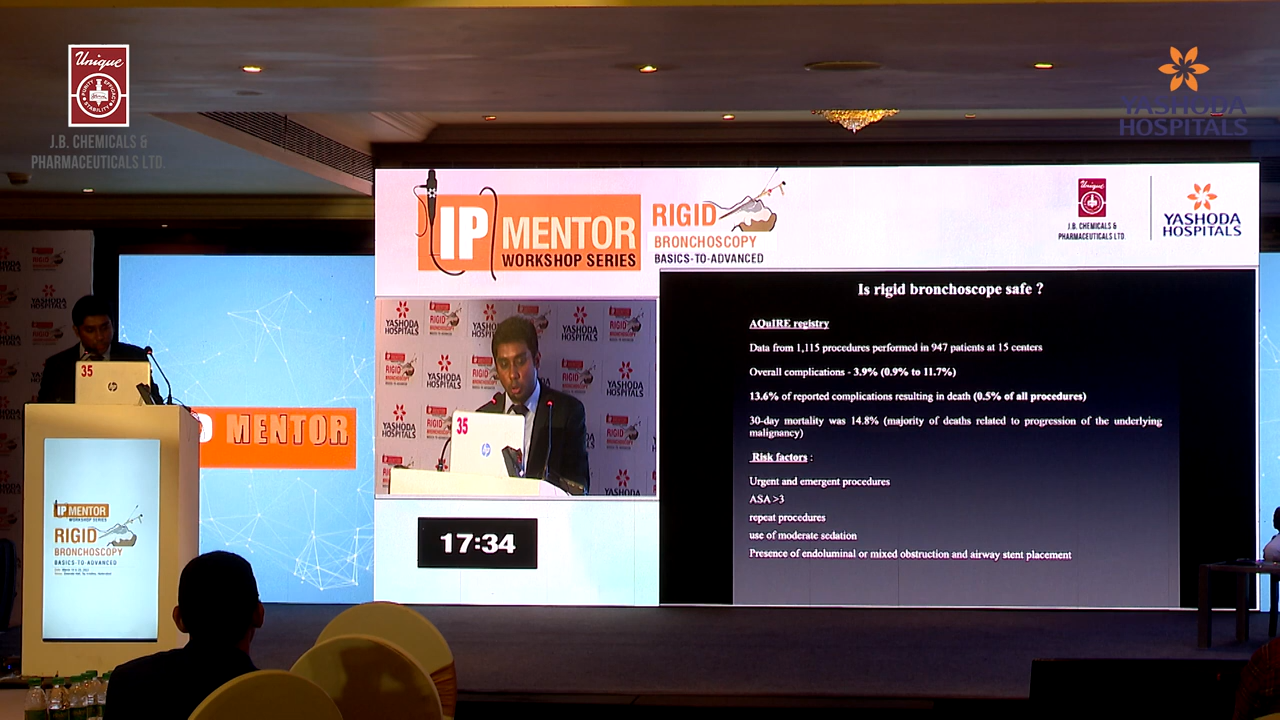 Unique
J.B. CHEMICALS &
PHARMACEUTICALS LTD.
YASHODA
HOSPITALS
IP MENTOR
WORKSHOP SERIES
RIGID
BRONCHOSCOPY
BASICS-TO-ADVANCED
Unique
J.B. CHEMICALS &
PHARMACEUTICALS LTD.
YASHODA
HOSPITALS
Is rigid bronchoscope safe ?
AQuIRE registry
Data from 1,115 procedures performed in 947 patients at 15 centers
Overall complications - 3.9% (0.9% to 11.7%)
13.6% of reported complications resulting in death (0.5% of all procedures)
30-day mortality was 14.8% (majority of deaths related to progression of the underlying
malignancy)
Risk factors :
Urgent and emergent procedures
ASA >3
repeat procedures
use of moderate sedation
Presence of endoluminal or mixed obstruction and airway stent placement
YASHODA
HOSPITALS
35
hp
17:34
35
hp
MENTOR
IP MENTOR
WORKSHOP SERIES
RIGID
BRONCHOSCOPY
BASICS-TO-ADVANCED